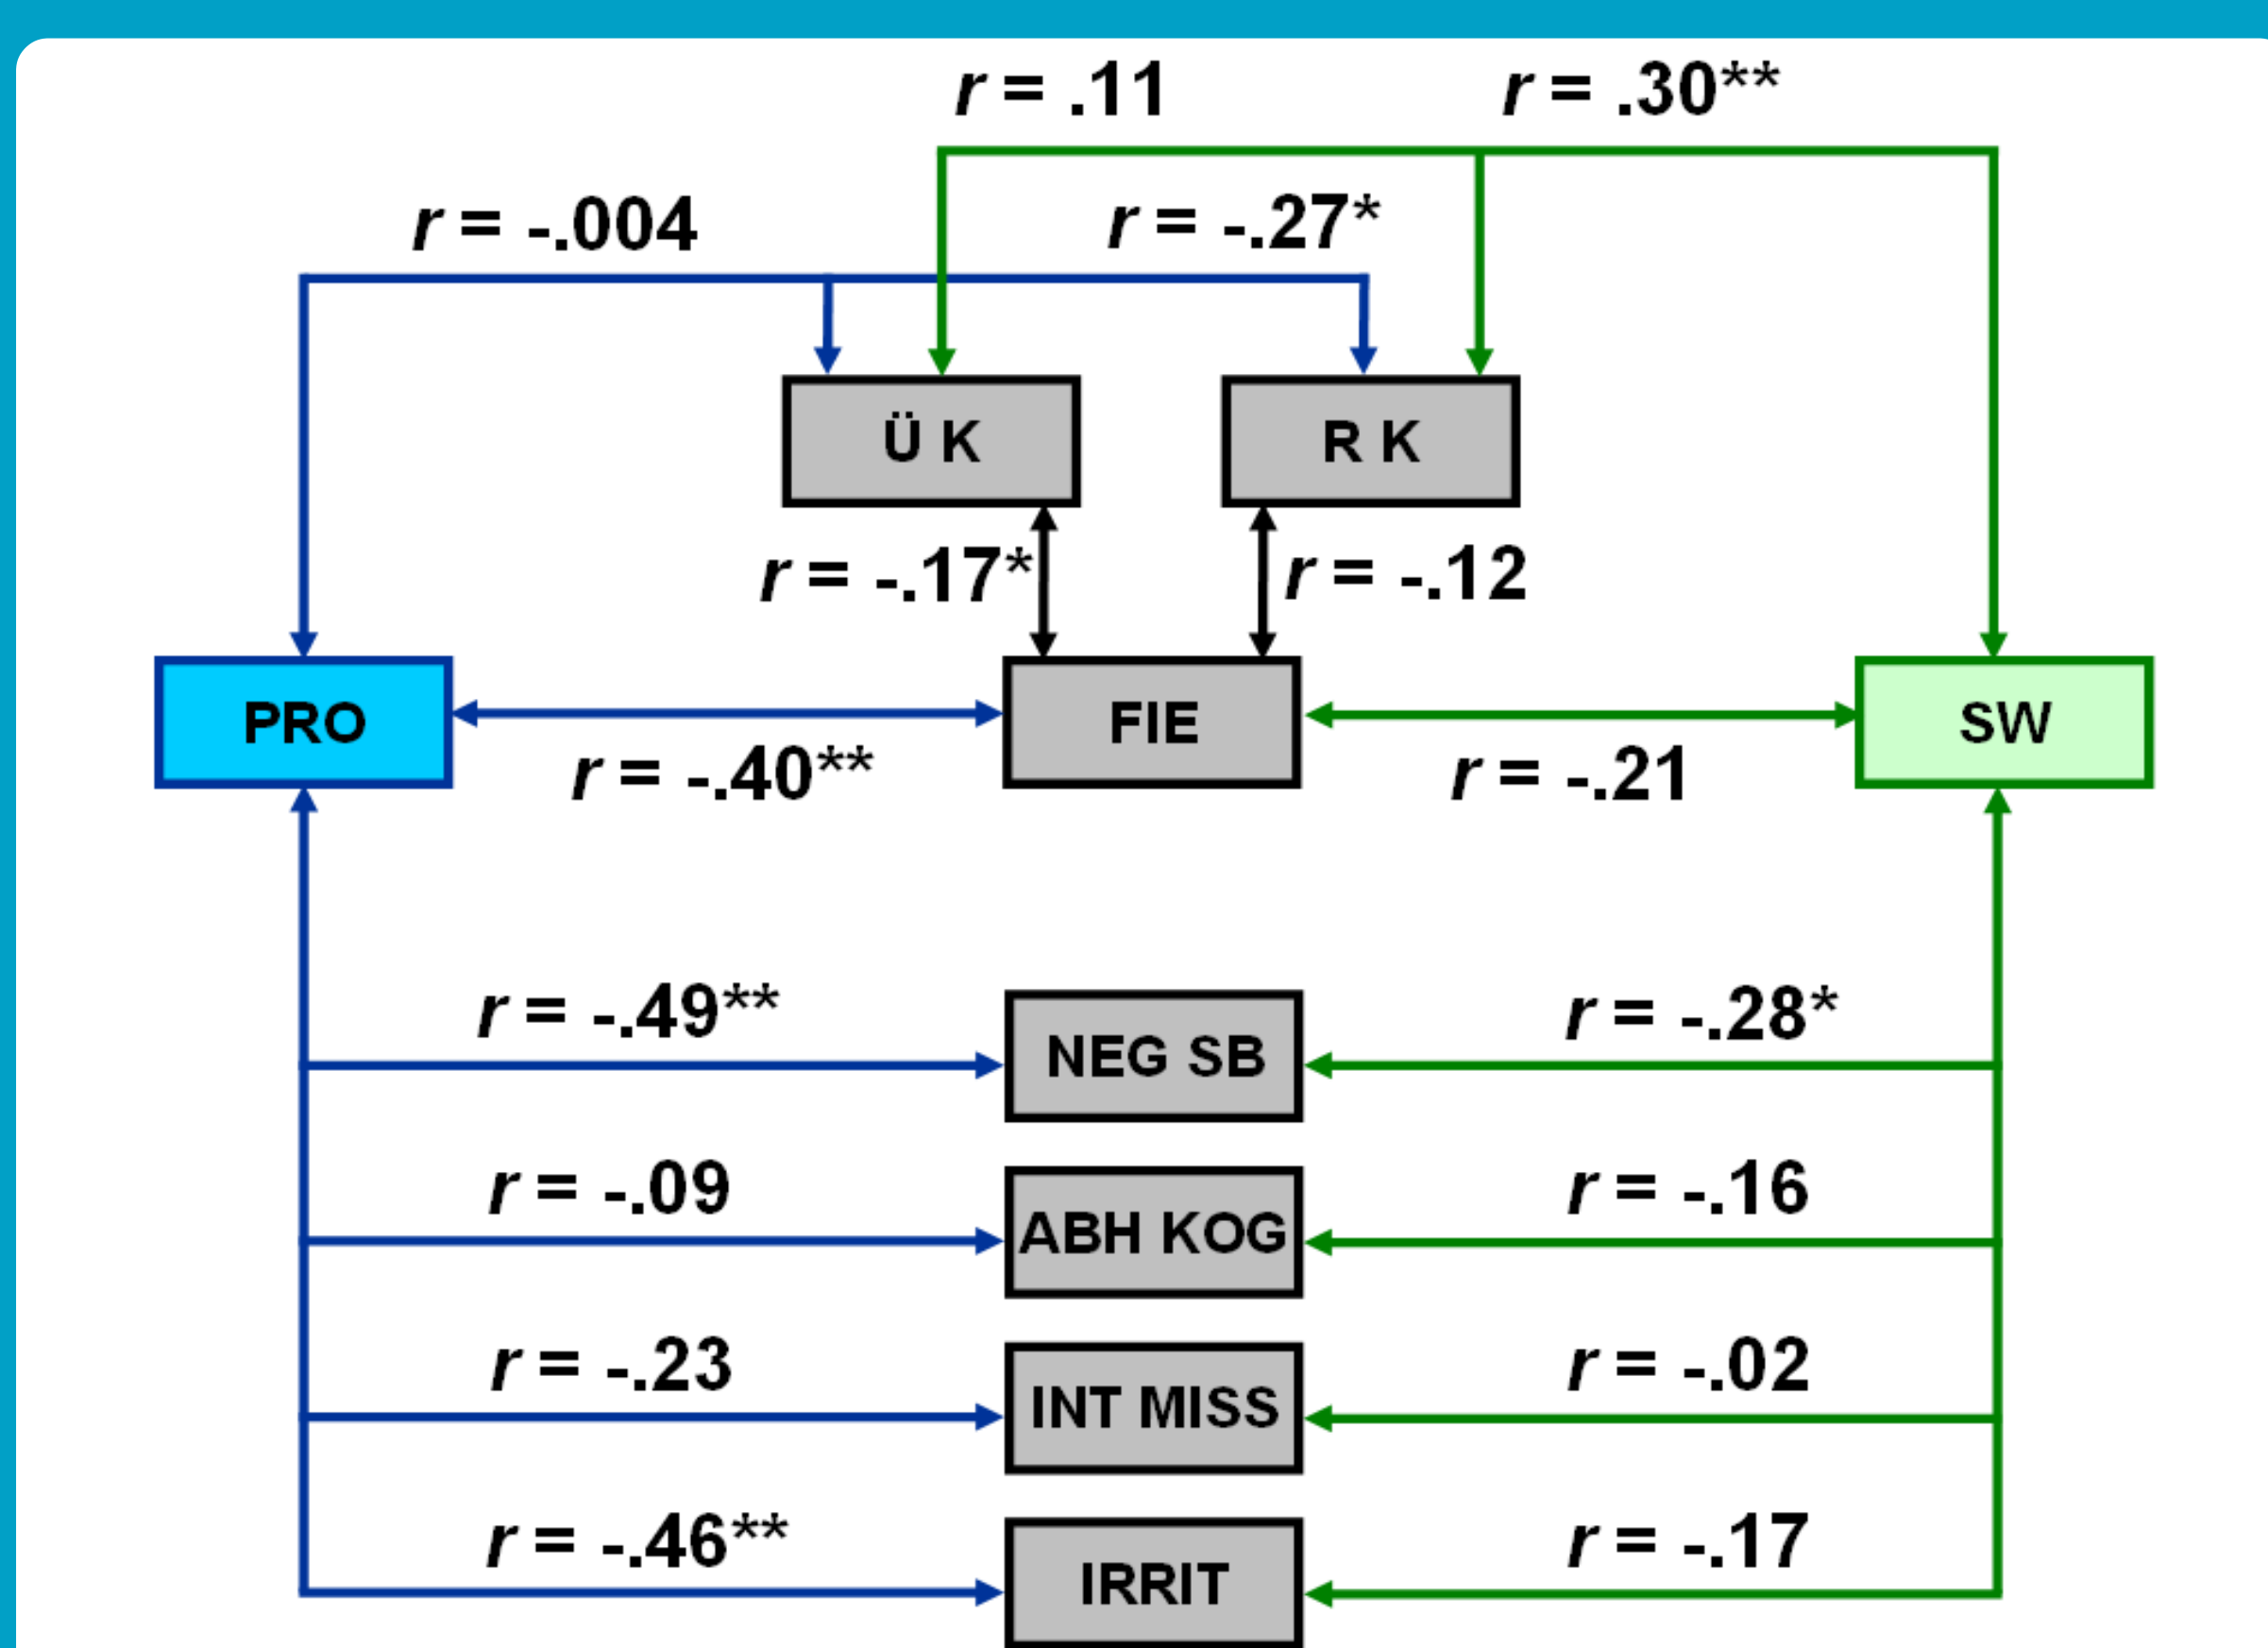 r = .11 r = .30**
r = -.004 r = -.27*
Ü K R K
r = -.17* r = -.12
PRO FIE SW
r = -.40** r = -.21
r = -.49** r = -.28*
NEG SB
r = -.09 r = -.16
ABH KOG
r = -.23 r = -.02
INT MISS
r = -.46** r = -.17
IRRIT